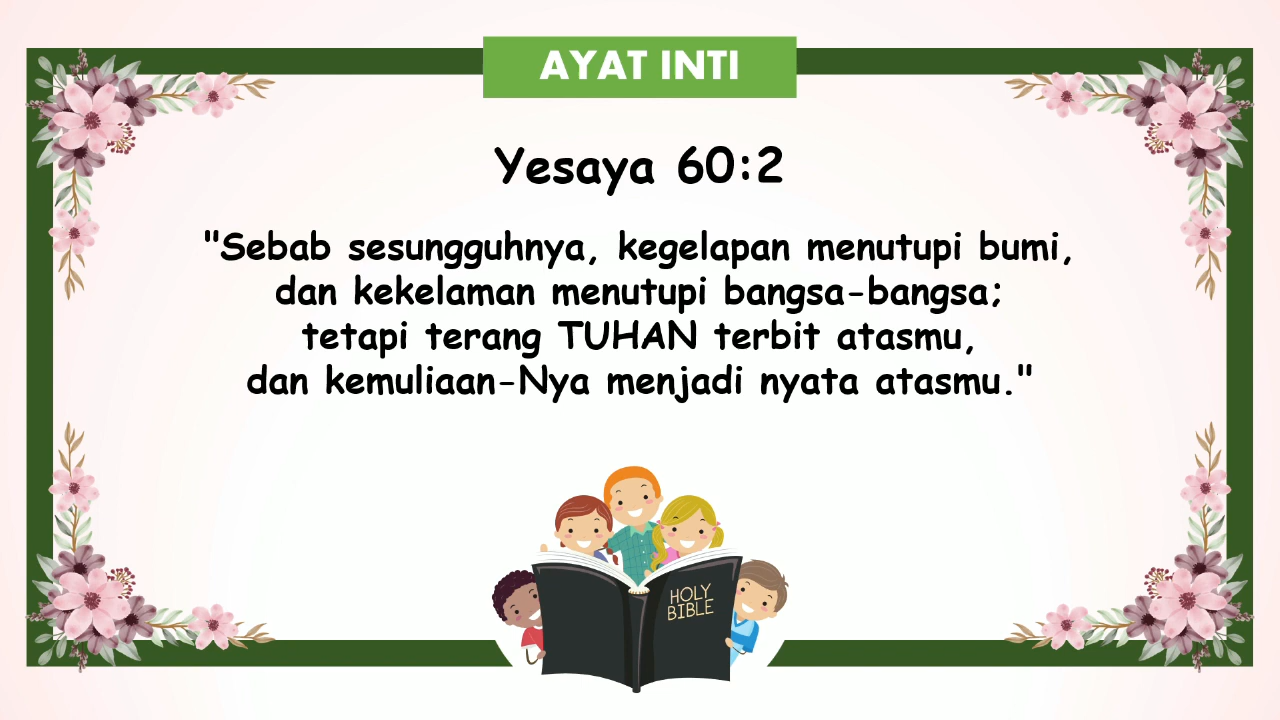 AYAT INTI
Yesaya 60:2
"Sebab sesungguhnya, kegelapan menutupi bumi,
dan kekelaman menutupi bangsa-bangsa;
tetapi terang TUHAN terbit atasmu,
dan kemuliaan-Nya menjadi nyata atasmu."
HOLY
BIBLE